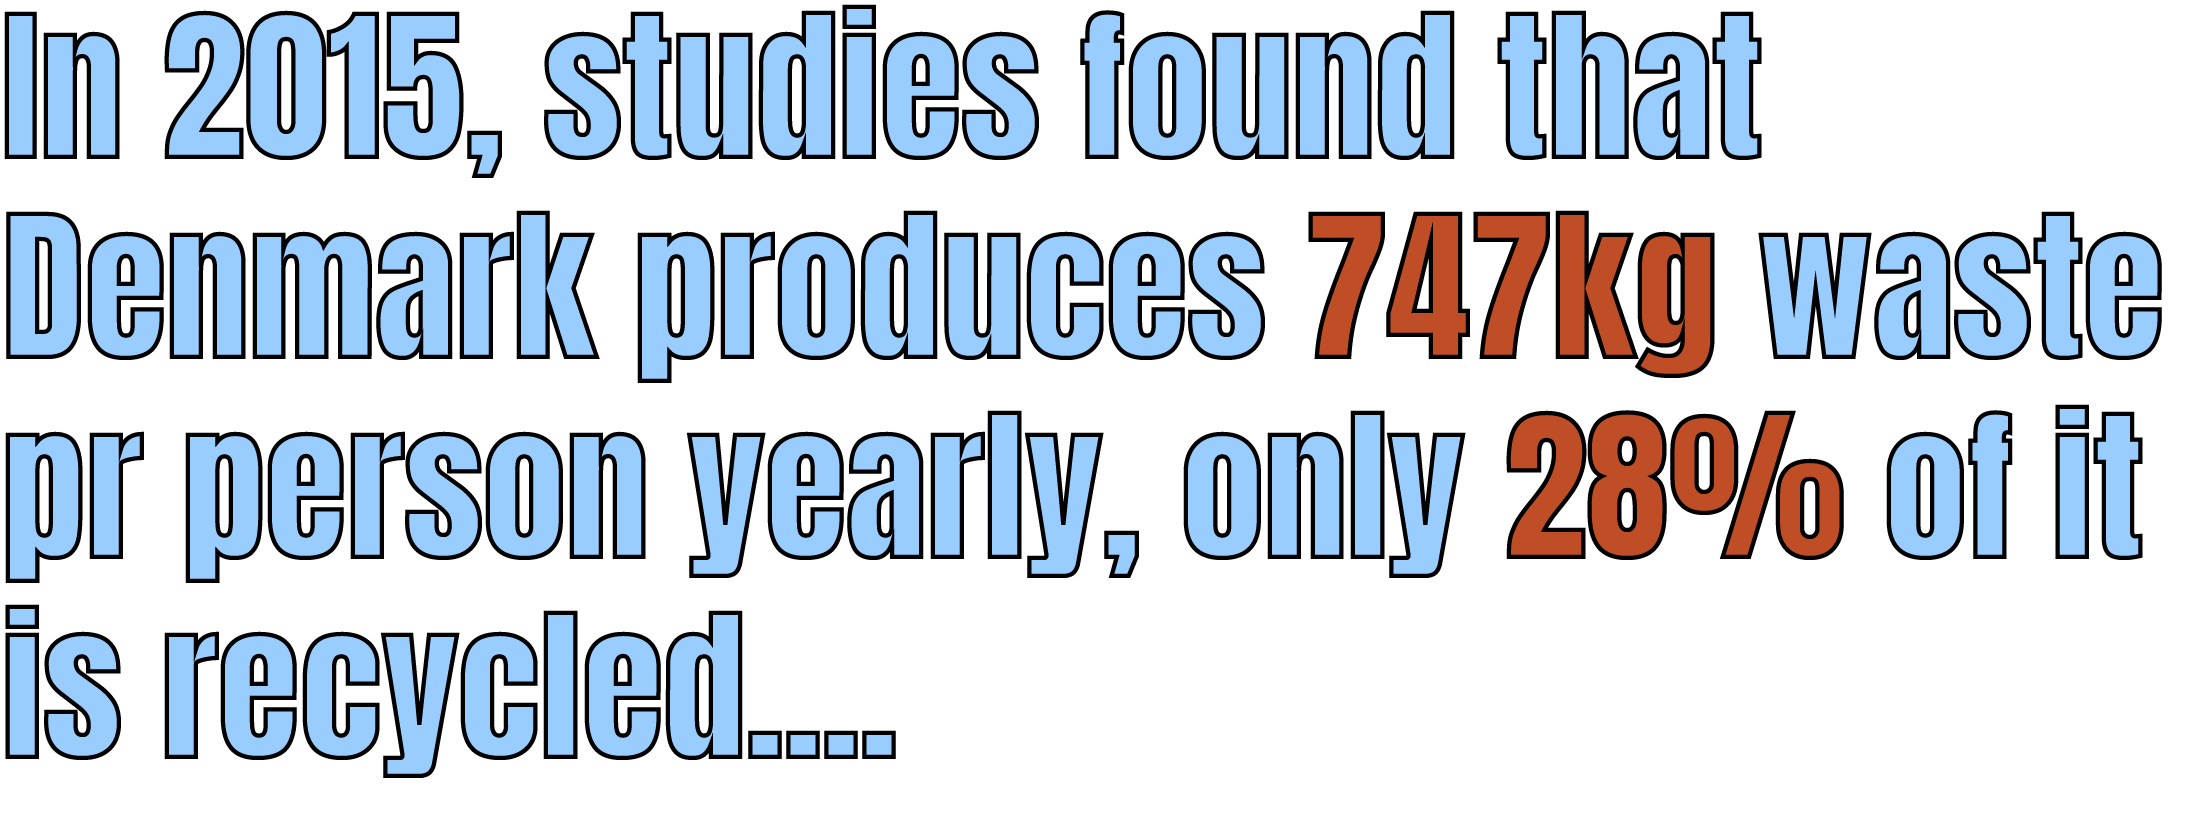 In 2015, studies found that
Denmark produces 747kg waste
pr person yearly, only 28% of it
is recycled....